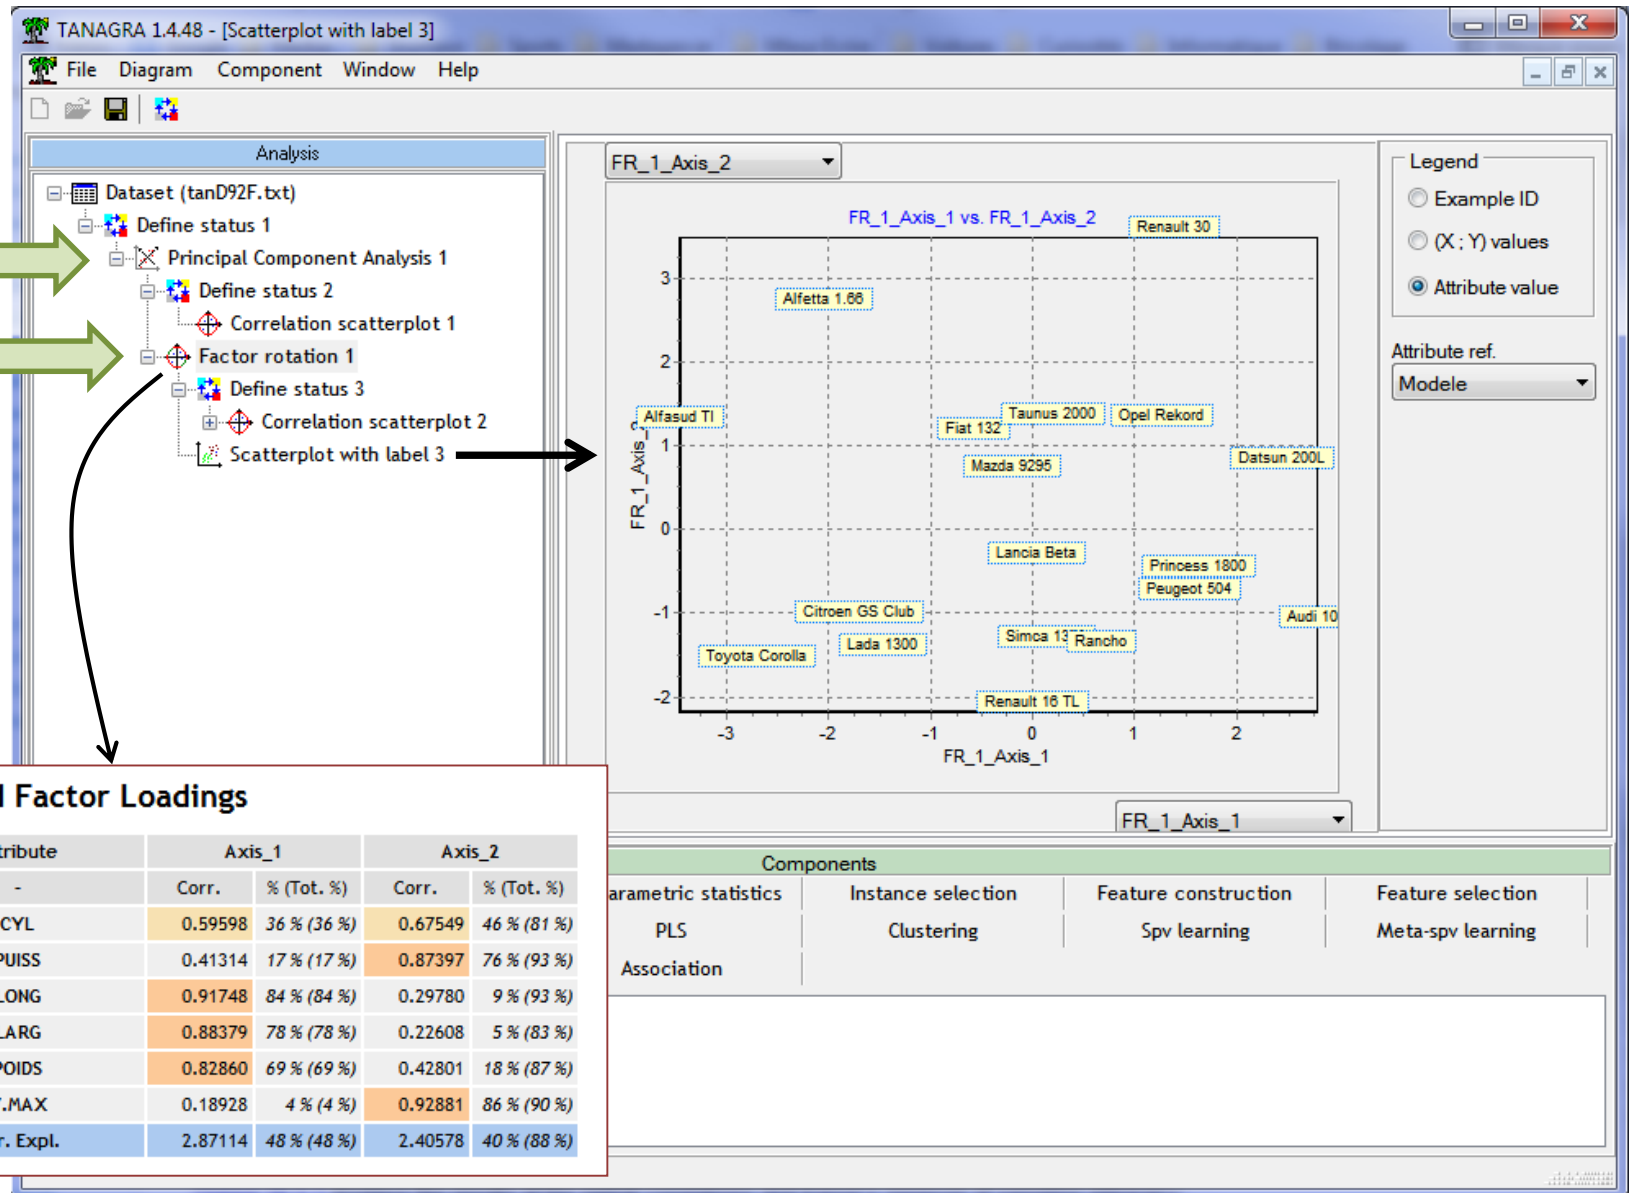 TANAGRA 1.4.48 - [Scatterplot with label 3]
File Diagram Component Window Help
Analysis
Dataset (tanD92F.txt)
Define status 1
Principal Component Analysis 1
Define status 2
Correlation scatterplot 1
Factor rotation 1
Define status 3
Correlation scatterplot 2
Scatterplot with label 3
FR_1_Axis_2
FR_1_Axis_1 vs. FR_1_Axis_2
Renault 30
Alfetta 1.66
Alfasud TI
Taunus 2000
Opel Rekord
Fiat 132
Mazda 9295
Datsun 200L
Lancia Beta
Princess 1800
Peugeot 504
Citroen GS Club
Audi 10
Simca 13
Rancho
Lada 1300
Toyota Corolla
Renault 16 TL
3
2
1
0
-1
-2
FR_1_Axis_2
-3 -2 -1 0 1 2
FR_1_Axis_1
FR_1_Axis_1
Legend
Example ID
(X ; Y) values
Attribute value
Attribute ref.
Modele
Factor Loadings
tribute Axis_1 Axis_2
- Corr. % (Tot. %) Corr. % (Tot. %)
CYL 0.59598 36 % (36 %) 0.67549 46 % (81 %)
PUISS 0.41314 17 % (17 %) 0.87397 76 % (93 %)
LONG 0.91748 84 % (84 %) 0.29780 9 % (93 %)
LARG 0.88379 78 % (78 %) 0.22608 5 % (83 %)
POIDS 0.82860 69 % (69 %) 0.42801 18 % (87 %)
V.MAX 0.18928 4 % (4 %) 0.92881 86 % (90 %)
r. Expl. 2.87114 48 % (48 %) 2.40578 40 % (88 %)
Components
arametric statistics Instance selection Feature construction Feature selection
PLS Clustering Spv learning Meta-spv learning
Association